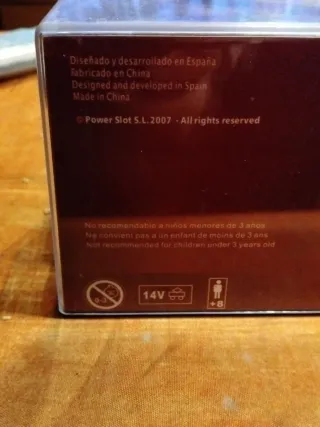 Diseñado y desarrollado en España
Fabricado en China
Designed and developed in Spain
Made in China
© Power Slot S.L. 2007 - All rights reserved
No recomendable a niños menores de 3 años
Ne convient pas a un enfant de moins de 3 ans
Not recommended for children under 3 years old
0-3
14V
+8